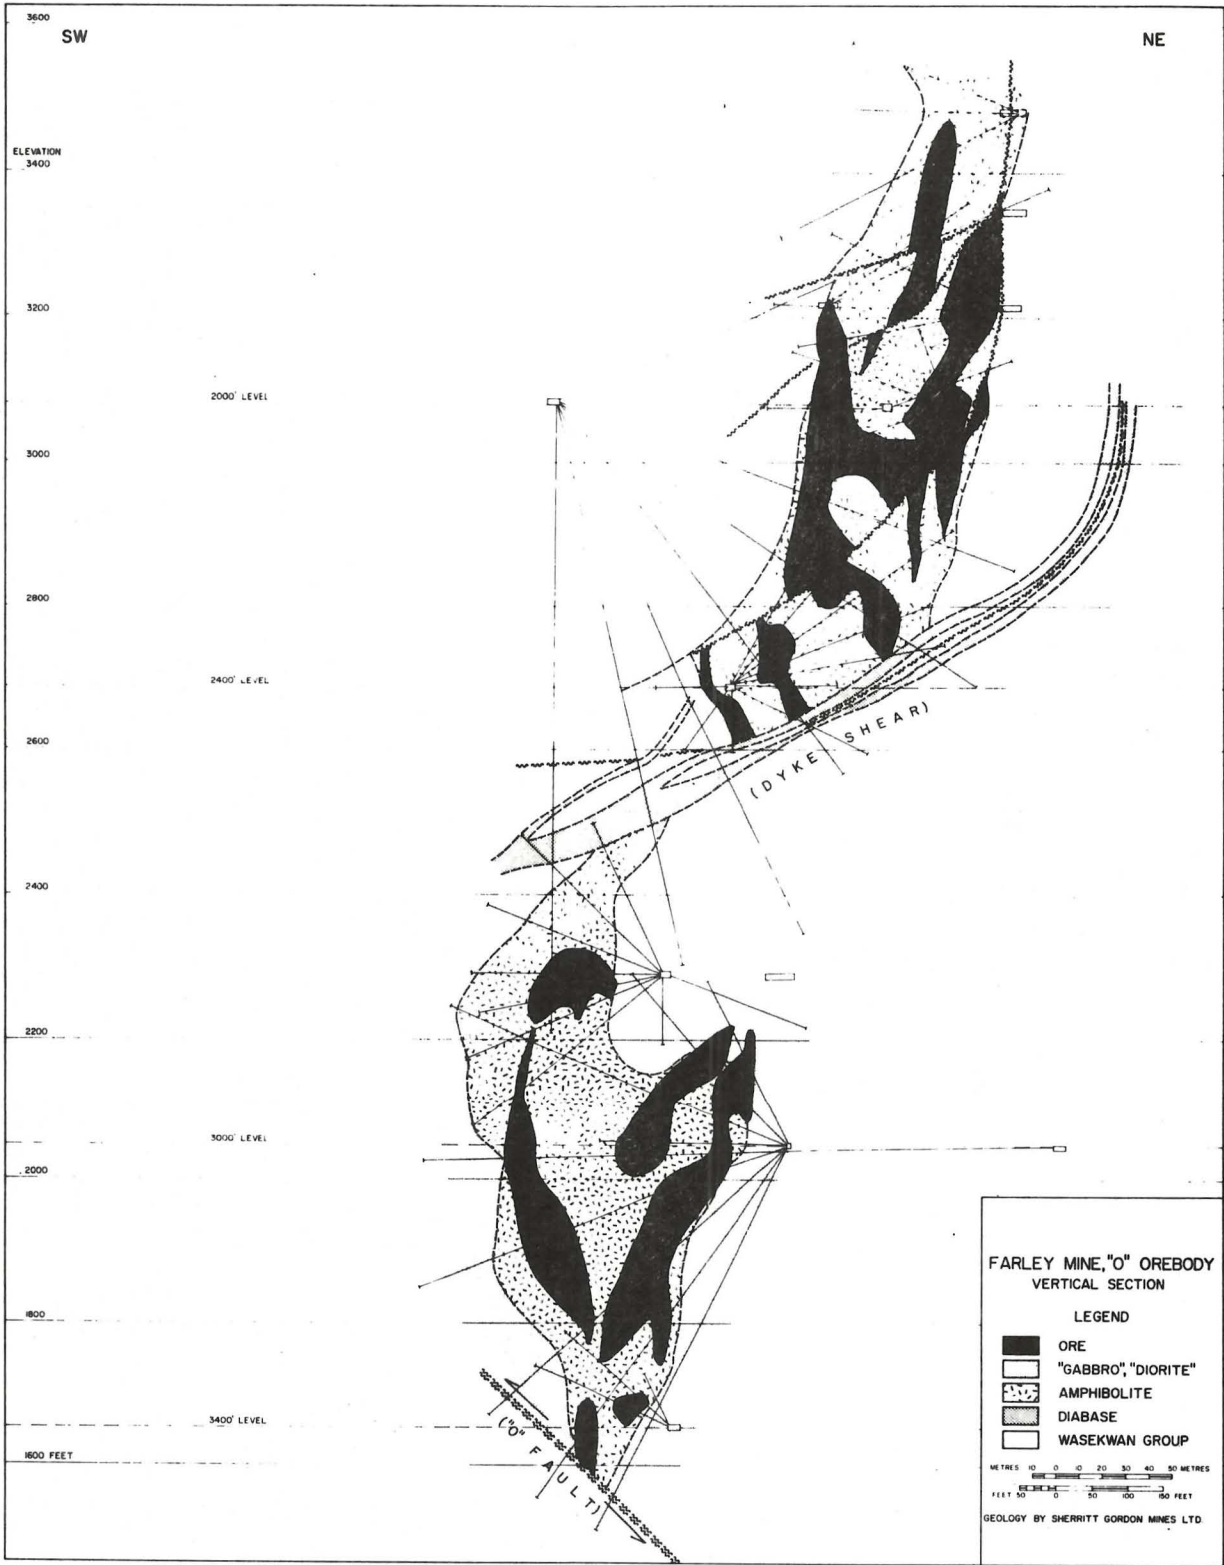 3600
SW
NE
ELEVATION
3400
3200
2000' LEVEL
3000
2800
2400' LEVEL
2600
(DYKE SHEAR)
2400
2200
3000' LEVEL
2000
1800
3400' LEVEL
("O" FAULT)
1600 FEET
FARLEY MINE, "O" OREBODY
VERTICAL SECTION
LEGEND
ORE
"GABBRO", "DIORITE"
AMPHIBOLITE
DIABASE
WASEKWAN GROUP
METRES 10 0 10 20 30 40 50 METRES
FEET 50 0 50 100 150 FEET
GEOLOGY BY SHERRITT GORDON MINES LTD.